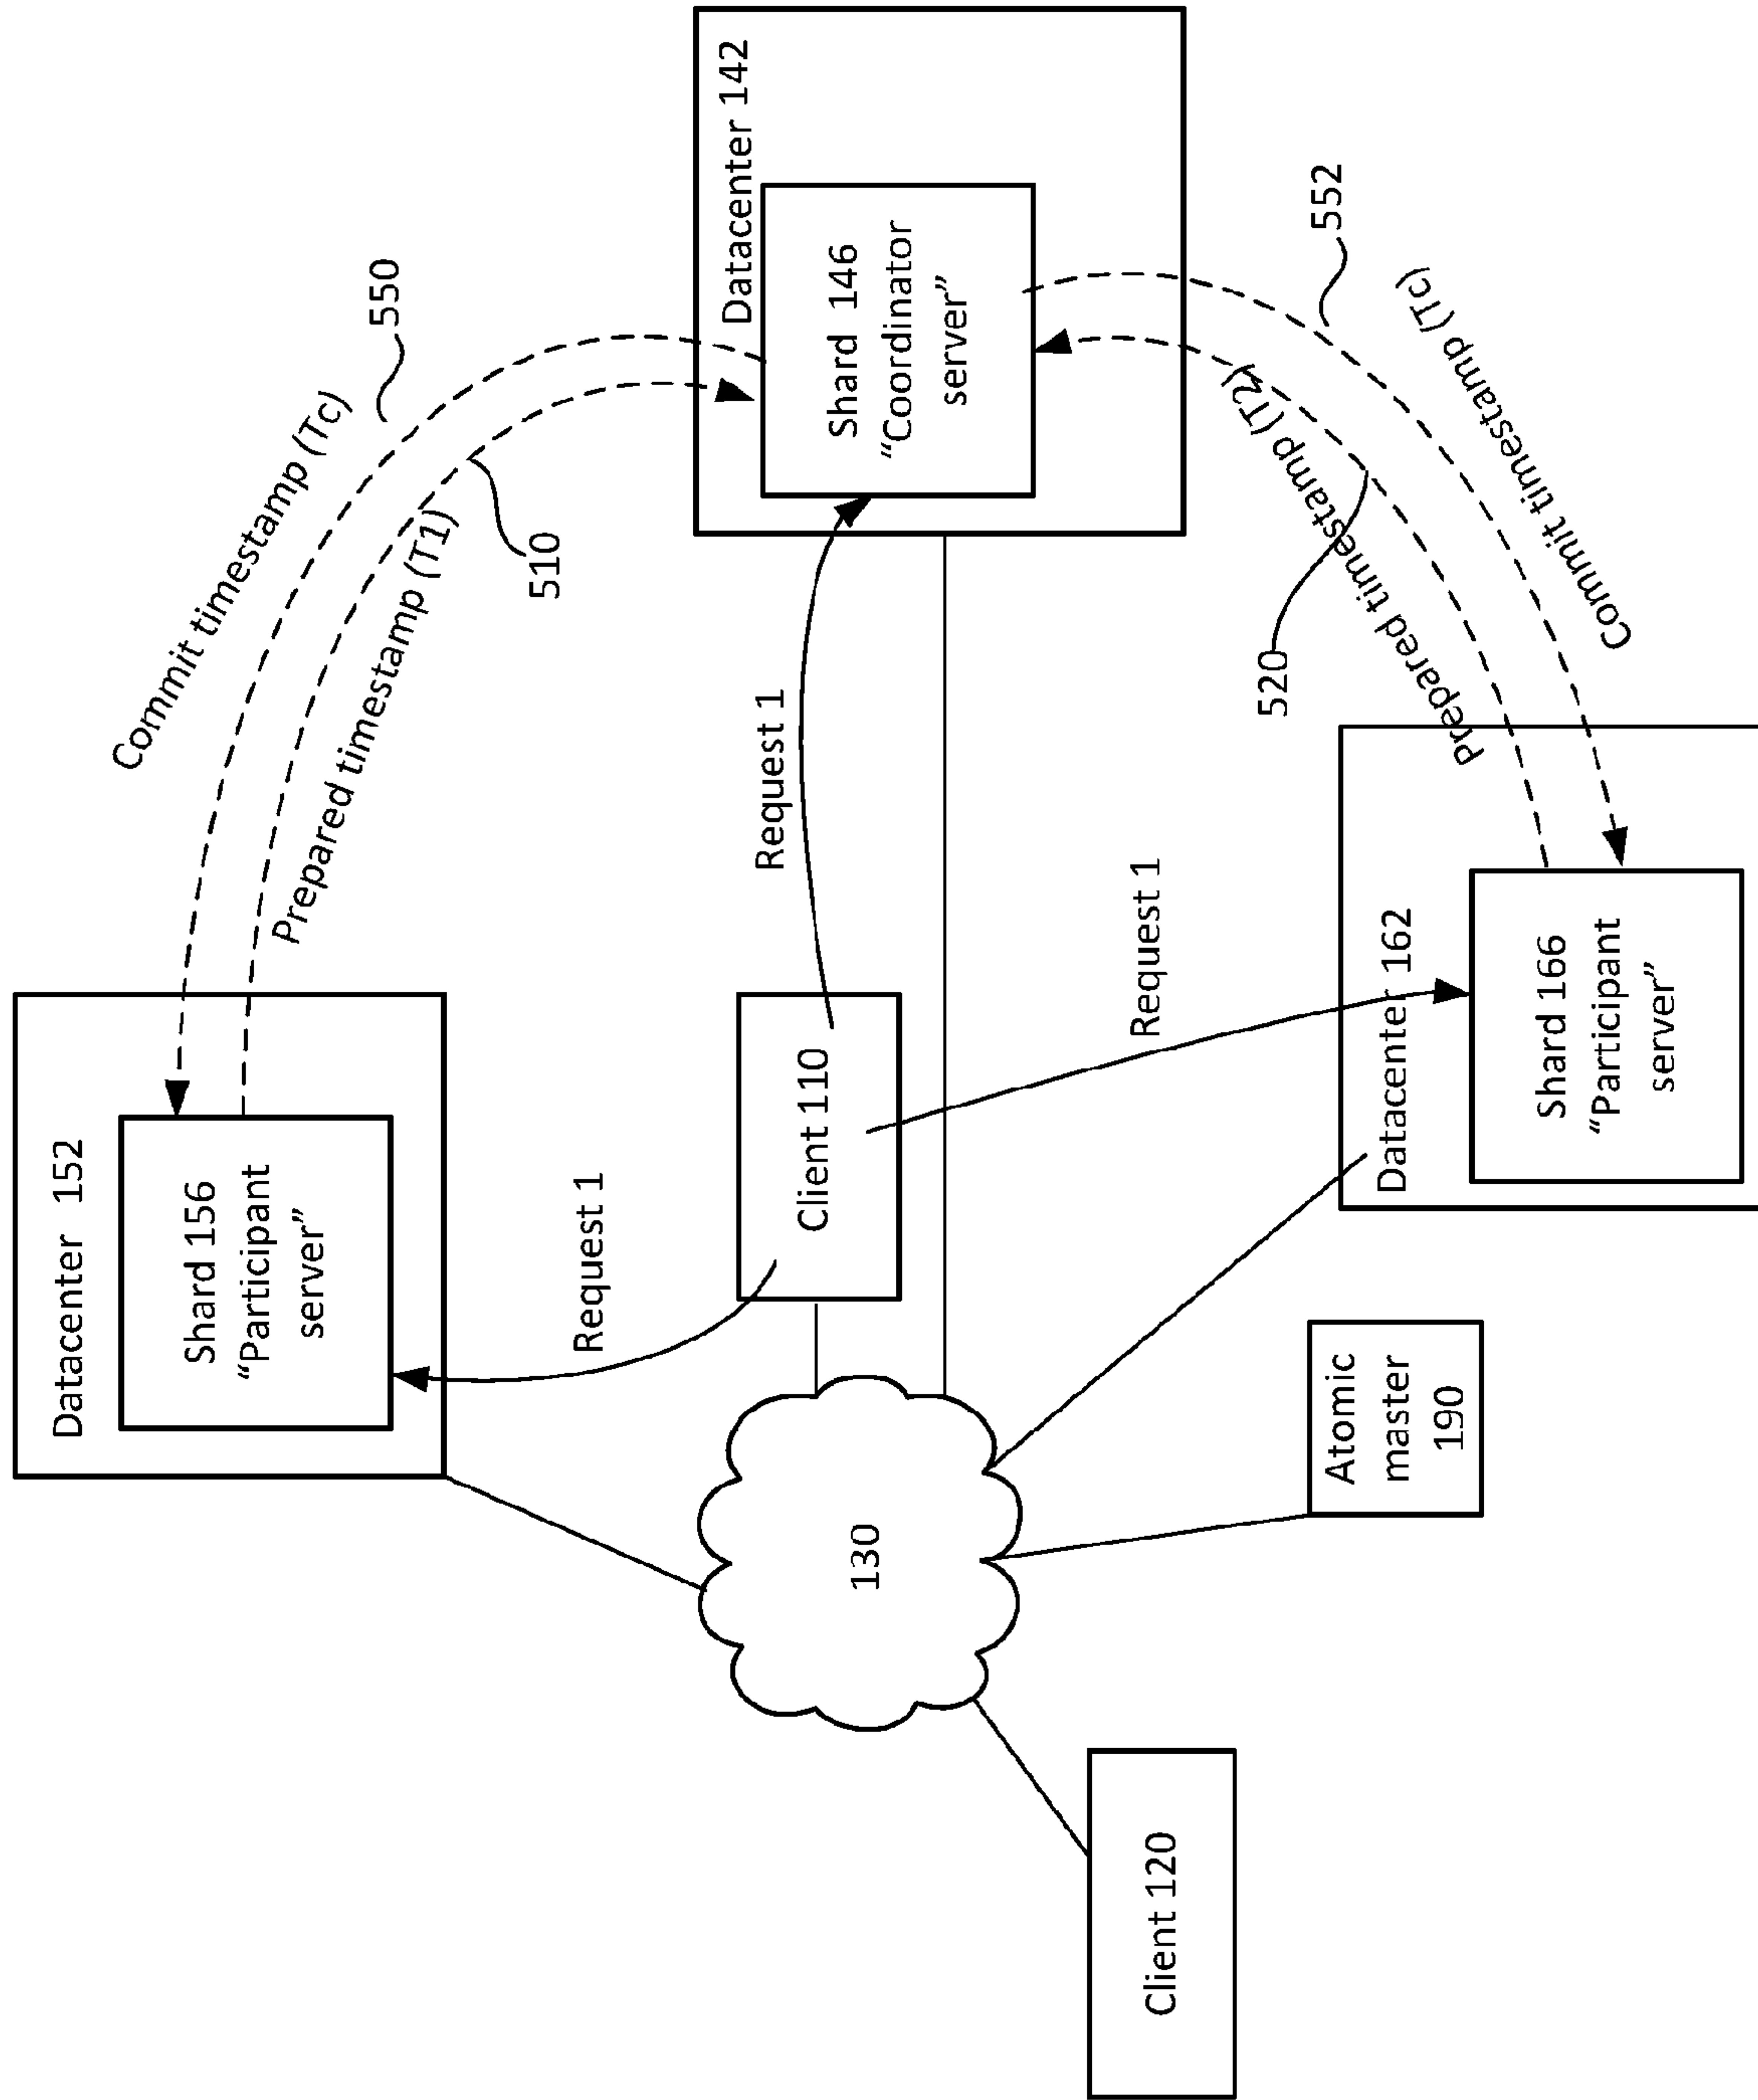 Datacenter 152
Shard 156
“Participant
server”
Commit timestamp (Tc)
550
Prepared timestamp (T1)
510
Request 1
Client 110
Request 1
Datacenter 142
Shard 146
“Coordinator
server”
130
Request 1
Client 120
Atomic
master
190
Datacenter 162
Shard 166
“Participant
server”
520
Prepared timestamp (T2)
552
Commit timestamp (Tc)